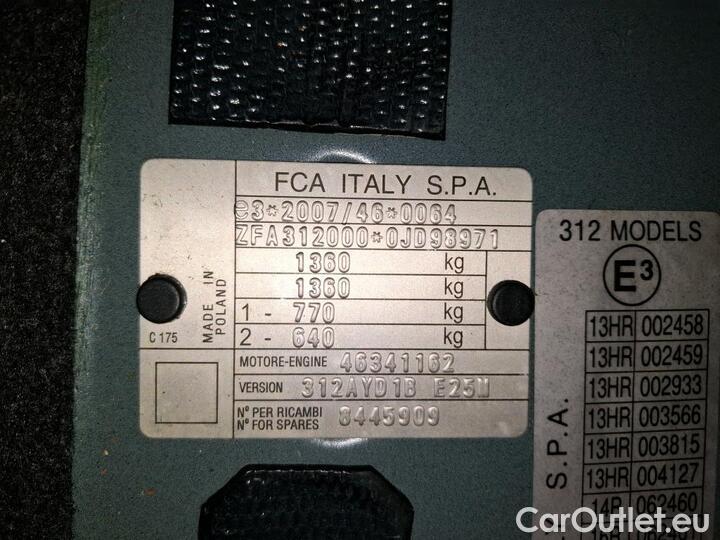 FCA ITALY S.P.A.
e3*2007/46*0064
ZFA312000*0JD98971
1360 kg
1360 kg
1 - 770 kg
2 - 640 kg
MADE IN
POLAND
C 175
MOTORE-ENGINE 46341162
VERSION 312AYD1B E25M
N° PER RICAMBI
N° FOR SPARES 8445909
312 MODELS
E3
13HR 002458
13HR 002459
13HR 002933
13HR 003566
13HR 003815
13HR 004127
14R 062460
S.P.A.
CarOutlet.eu